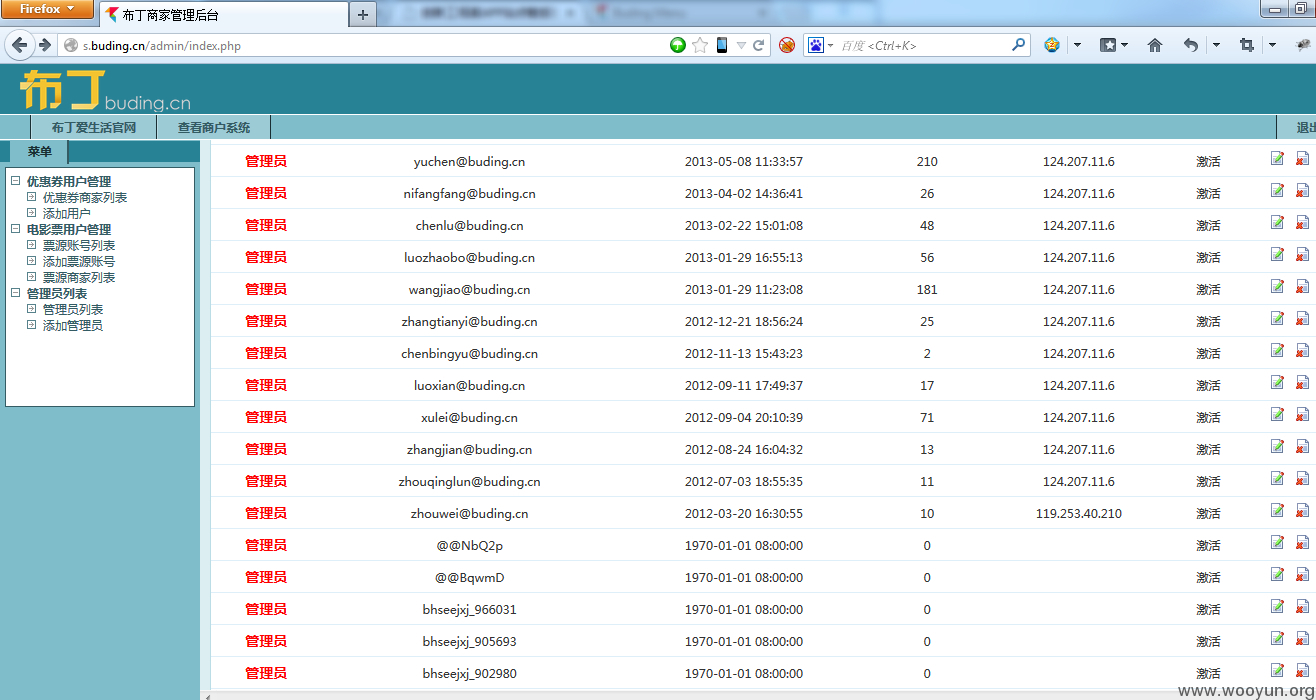 Firefox
布丁商家管理后台
s.buding.cn/admin/index.php
百度 <Ctrl+K>
布丁buding.cn
布丁爱生活官网 查看商户系统 退出
菜单
优惠券用户管理
优惠券商家列表
添加用户
电影票用户管理
票源账号列表
添加票源账号
票源商家列表
管理员列表
管理员列表
添加管理员
管理员 yuchen@buding.cn 2013-05-08 11:33:57 210 124.207.11.6 激活
管理员 nifangfang@buding.cn 2013-04-02 14:36:41 26 124.207.11.6 激活
管理员 chenlu@buding.cn 2013-02-22 15:01:08 48 124.207.11.6 激活
管理员 luozhaobo@buding.cn 2013-01-29 16:55:13 56 124.207.11.6 激活
管理员 wangjiao@buding.cn 2013-01-29 11:23:08 181 124.207.11.6 激活
管理员 zhangtianyi@buding.cn 2012-12-21 18:56:24 25 124.207.11.6 激活
管理员 chenbingyu@buding.cn 2012-11-13 15:43:23 2 124.207.11.6 激活
管理员 luoxian@buding.cn 2012-09-11 17:49:37 17 124.207.11.6 激活
管理员 xulei@buding.cn 2012-09-04 20:10:39 71 124.207.11.6 激活
管理员 zhangjian@buding.cn 2012-08-24 16:04:32 13 124.207.11.6 激活
管理员 zhouqinglun@buding.cn 2012-07-03 18:55:35 11 124.207.11.6 激活
管理员 zhouwei@buding.cn 2012-03-20 16:30:55 10 119.253.40.210 激活
管理员 @@NbQ2p 1970-01-01 08:00:00 0 激活
管理员 @@BqwmD 1970-01-01 08:00:00 0 激活
管理员 bhseejxj_966031 1970-01-01 08:00:00 0 激活
管理员 bhseejxj_905693 1970-01-01 08:00:00 0 激活
管理员 bhseejxj_902980 1970-01-01 08:00:00 0 激活
www.wooyun.org